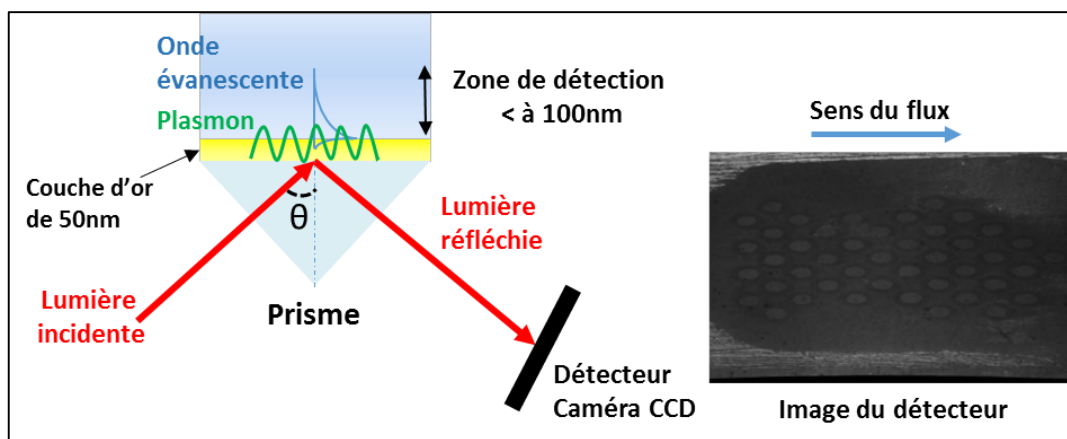 Onde
évanescente
Plasmon
Zone de détection
< à 100nm
Couche d'or
de 50nm
θ
Lumière
réfléchie
Lumière
incidente
Prisme
Détecteur
Caméra CCD
Sens du flux
Image du détecteur